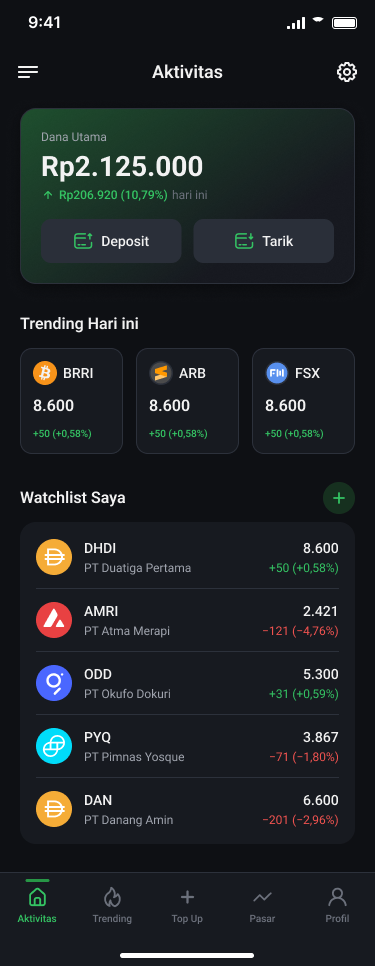 9:41
Aktivitas
Dana Utama
Rp2.125.000
Rp206.920 (10,79%) hari ini
Deposit
Tarik
Trending Hari ini
BRRI
8.600
+50 (+0,58%)
ARB
8.600
+50 (+0,58%)
FSX
8.600
+50 (+0,58%)
Watchlist Saya
DHDI 8.600
PT Duatiga Pertama +50 (+0,58%)
AMRI 2.421
PT Atma Merapi −121 (−4,76%)
ODD 5.300
PT Okufo Dokuri +31 (+0,59%)
PYQ 3.867
PT Pimnas Yosque −71 (−1,80%)
DAN 6.600
PT Danang Amin −201 (−2,96%)
Aktivitas Trending Top Up Pasar Profil